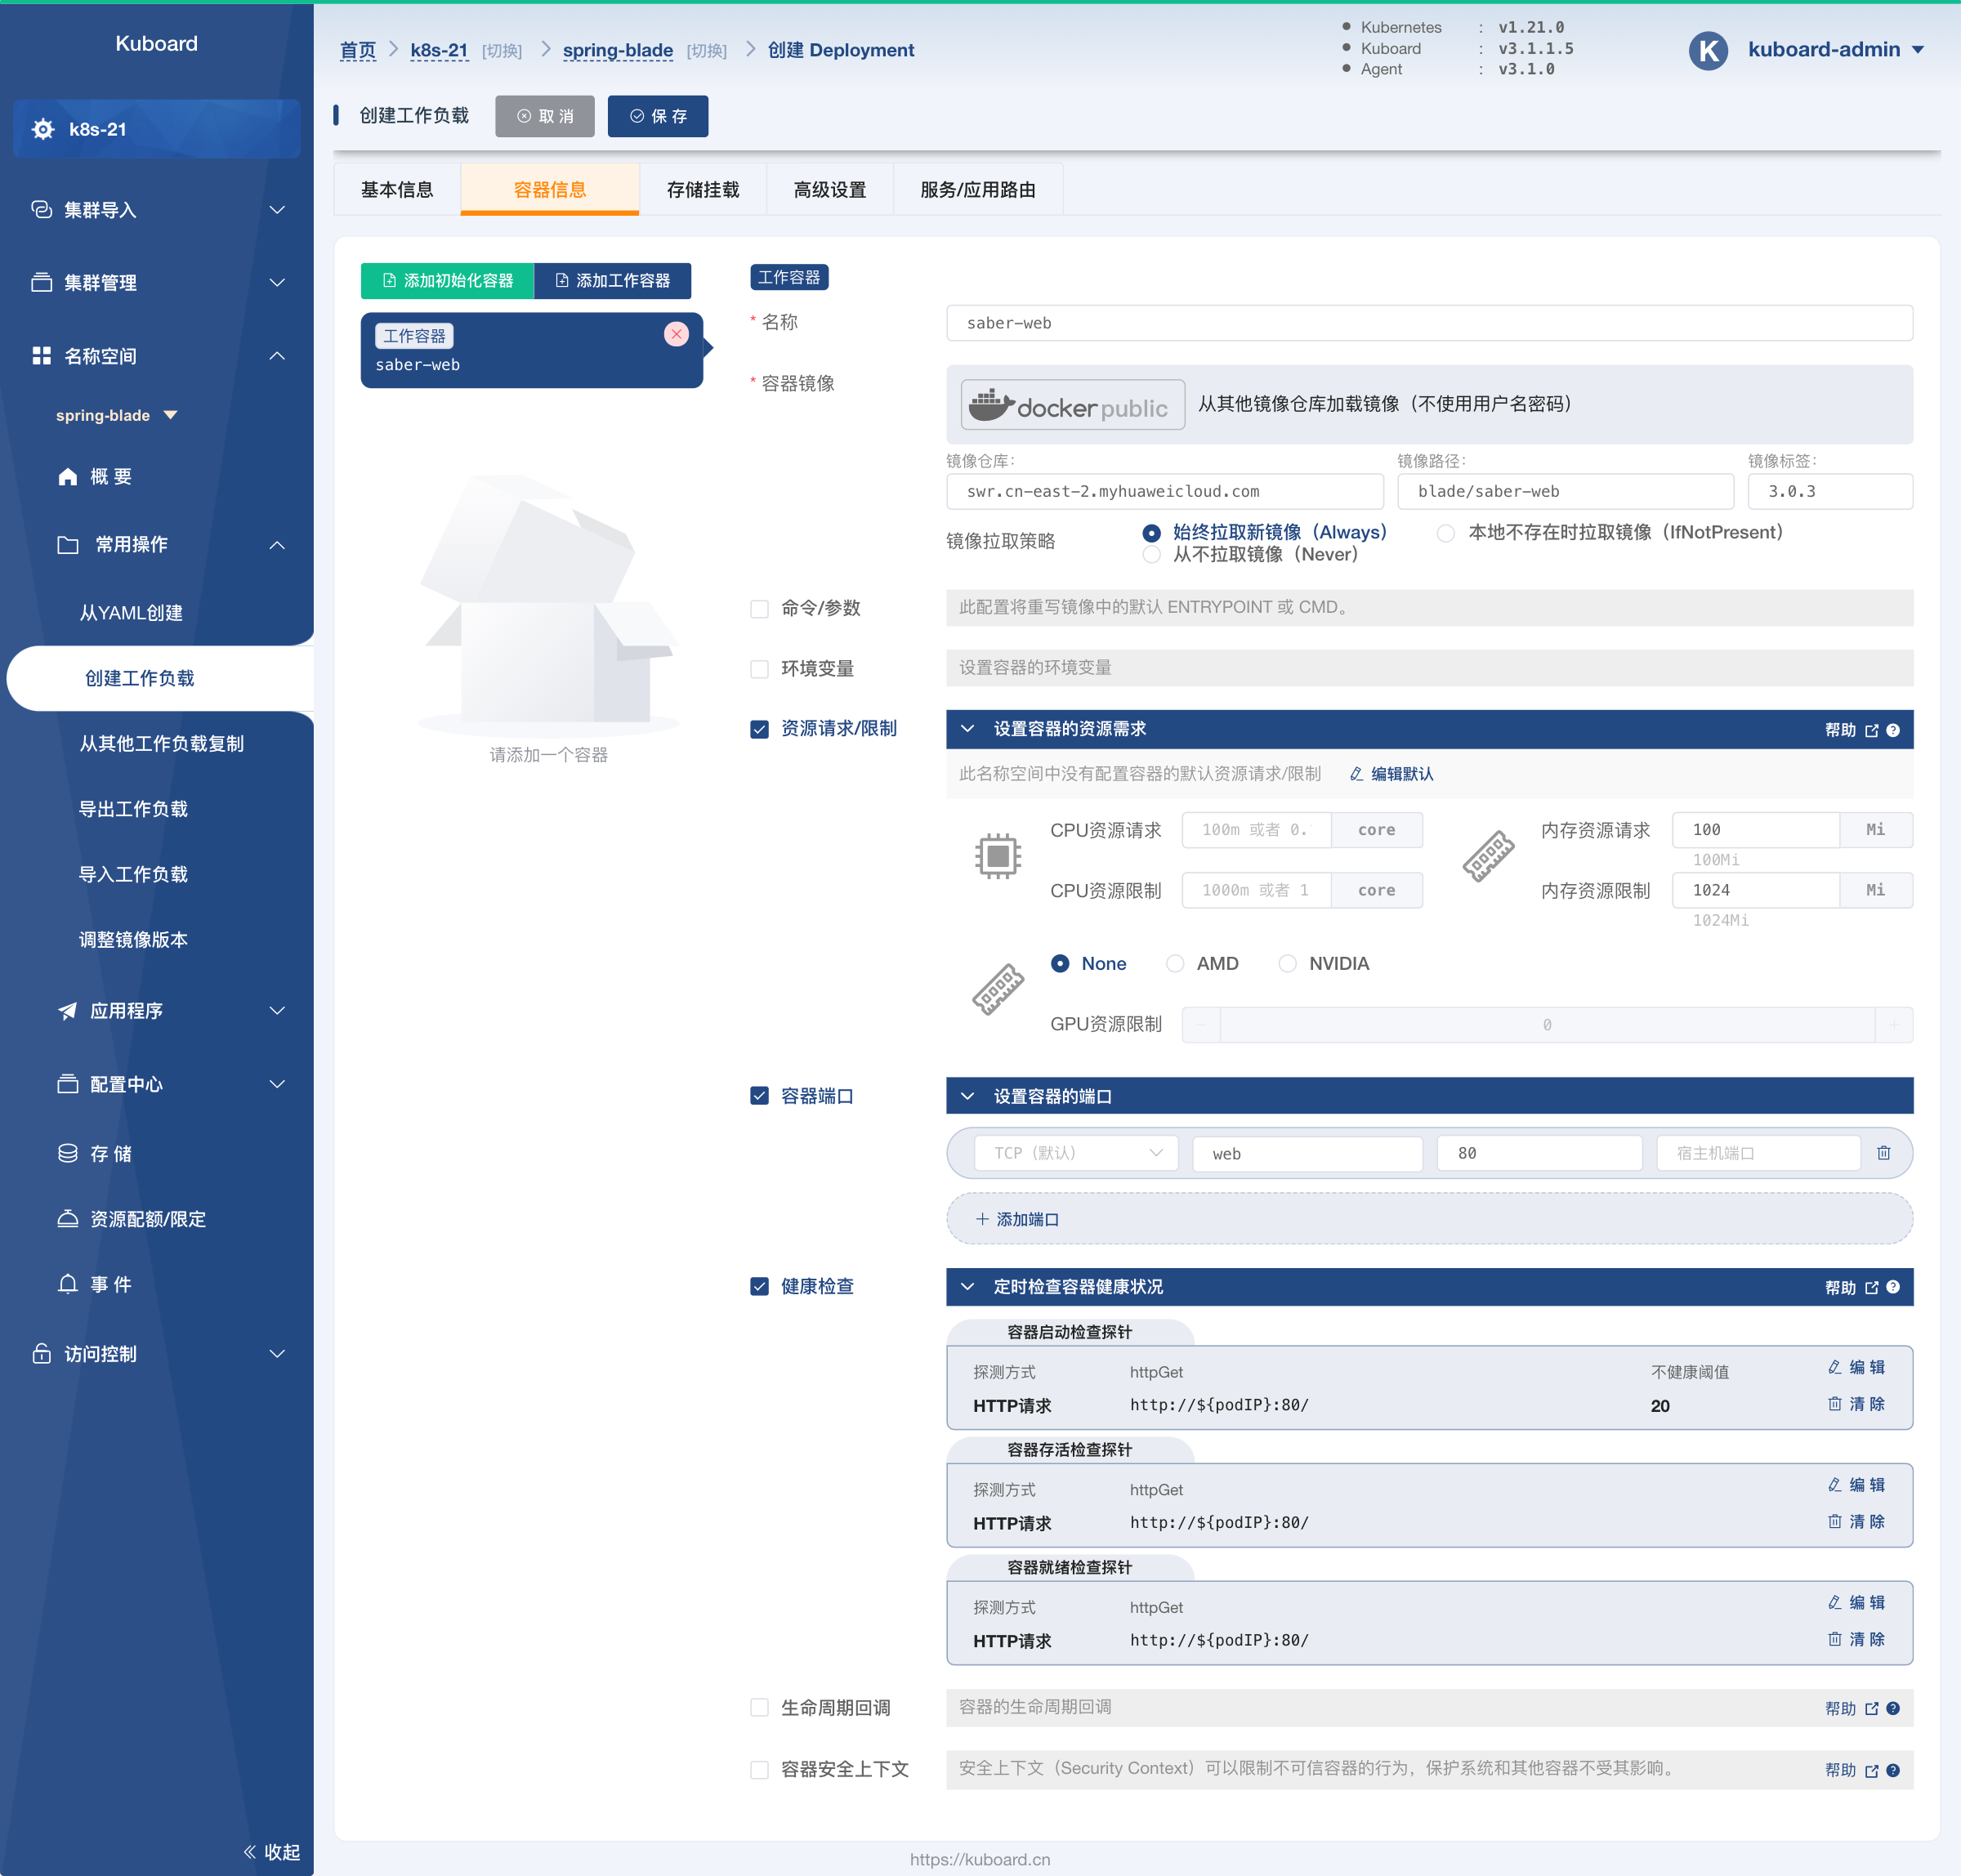 Kuboard
k8s-21
集群导入
集群管理
名称空间
spring-blade
概 要
常用操作
从YAML创建
创建工作负载
从其他工作负载复制
导出工作负载
导入工作负载
调整镜像版本
应用程序
配置中心
存 储
资源配额/限定
事 件
访问控制
收起
首页 k8s-21 [切换] spring-blade [切换] 创建 Deployment
Kubernetes : v1.21.0
Kuboard : v3.1.1.5
Agent : v3.1.0
K kuboard-admin
创建工作负载 取 消 保 存
基本信息 容器信息 存储挂载 高级设置 服务/应用路由
添加初始化容器 添加工作容器
工作容器
saber-web
请添加一个容器
工作容器
* 名称 saber-web
* 容器镜像 docker public 从其他镜像仓库加载镜像（不使用用户名密码）
镜像仓库: 镜像路径: 镜像标签:
swr.cn-east-2.myhuaweicloud.com blade/saber-web 3.0.3
镜像拉取策略 始终拉取新镜像（Always） 本地不存在时拉取镜像（IfNotPresent）
从不拉取镜像（Never）
命令/参数 此配置将重写镜像中的默认 ENTRYPOINT 或 CMD。
环境变量 设置容器的环境变量
资源请求/限制 设置容器的资源需求 帮助
此名称空间中没有配置容器的默认资源请求/限制 编辑默认
CPU资源请求 100m 或者 0. core 内存资源请求 100 Mi
100Mi
CPU资源限制 1000m 或者 1 core 内存资源限制 1024 Mi
1024Mi
None AMD NVIDIA
GPU资源限制 0
容器端口 设置容器的端口
TCP（默认） web 80 宿主机端口
添加端口
健康检查 定时检查容器健康状况 帮助
容器启动检查探针
探测方式 httpGet 不健康阈值 编 辑
HTTP请求 http://${podIP}:80/ 20 清 除
容器存活检查探针
探测方式 httpGet 编 辑
HTTP请求 http://${podIP}:80/ 清 除
容器就绪检查探针
探测方式 httpGet 编 辑
HTTP请求 http://${podIP}:80/ 清 除
生命周期回调 容器的生命周期回调 帮助
容器安全上下文 安全上下文（Security Context）可以限制不可信容器的行为，保护系统和其他容器不受其影响。 帮助
https://kuboard.cn